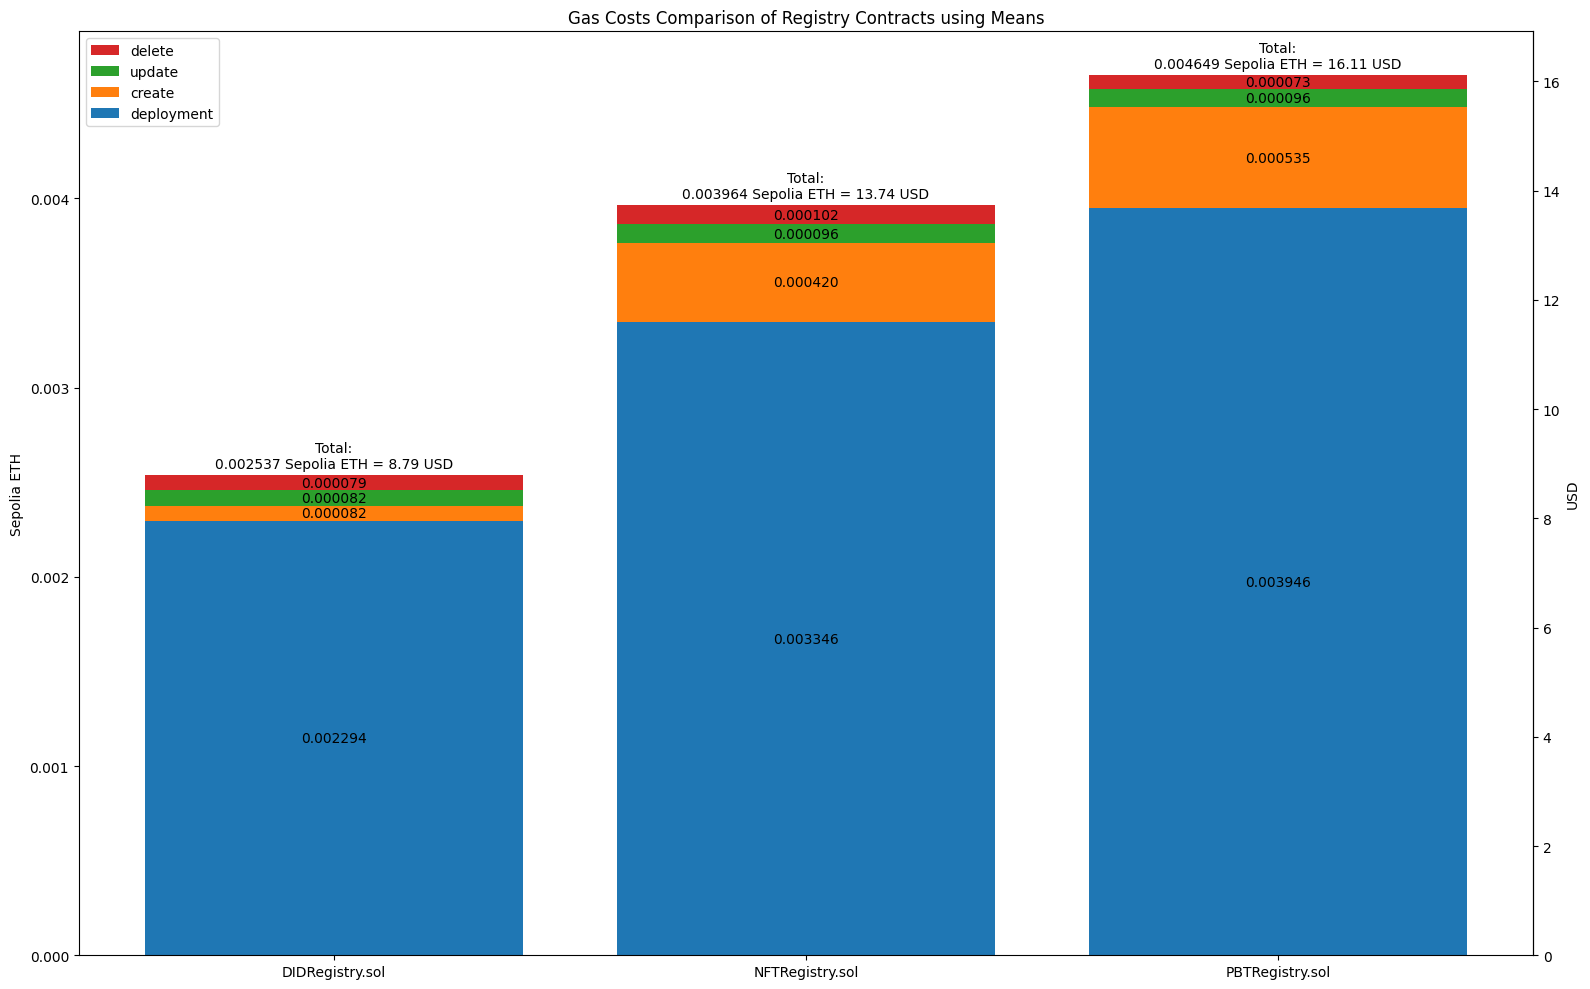 Gas Costs Comparison of Registry Contracts using Means
delete
update
create
deployment
Total:
0.004649 Sepolia ETH = 16.11 USD
0.000073
0.000096
0.000535
0.003946
Total:
0.003964 Sepolia ETH = 13.74 USD
0.000102
0.000096
0.000420
0.003346
Total:
0.002537 Sepolia ETH = 8.79 USD
0.000079
0.000082
0.000082
0.002294
Sepolia ETH
0.004
0.003
0.002
0.001
0.000
USD
16
14
12
10
8
6
4
2
0
DIDRegistry.sol
NFTRegistry.sol
PBTRegistry.sol